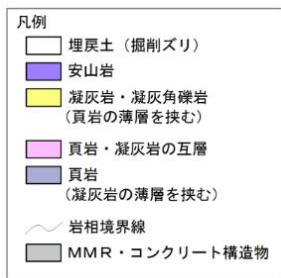 凡例
埋戻土（掘削ズリ）
安山岩
凝灰岩・凝灰角礫岩
（頁岩の薄層を挟む）
頁岩・凝灰岩の互層
頁岩
（凝灰岩の薄層を挟む）
岩相境界線
ＭＭＲ・コンクリート構造物